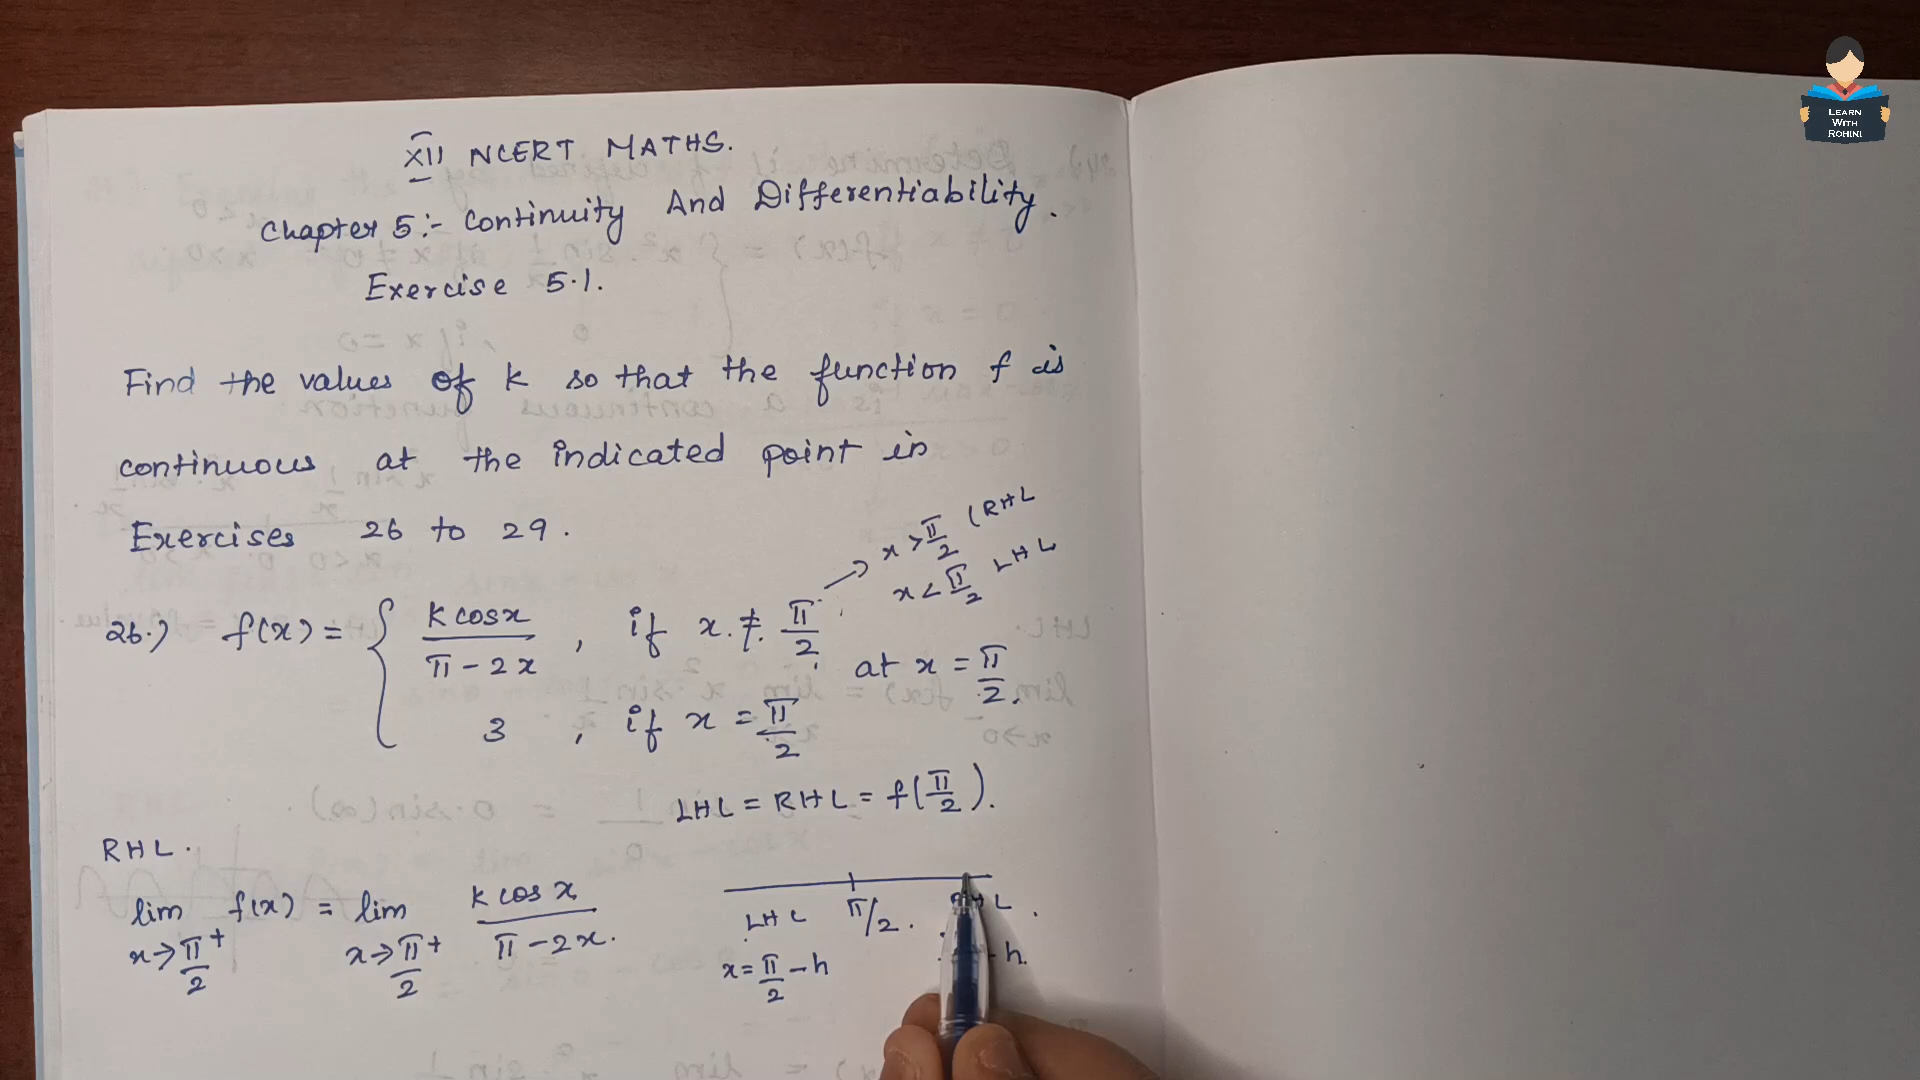 XII NCERT MATHS.
Chapter 5:- Continuity And Differentiability.
Exercise 5.1.
Find the values of k so that the function f is
continuous at the indicated point in
Exercises 26 to 29.
→ x > π/2 (RHL
x < π/2 LHL
26.) f(x) = { k cos x / π - 2x , if x ≠ π/2
at x = π/2.
3 , if x = π/2
LHL = RHL = f(π/2).
RHL.
lim x→π/2+ f(x) = lim x→π/2+ k cos x / π - 2x.
LHL π/2. HL
x = π/2 - h - h.
LEARN
WITH
ROHINI